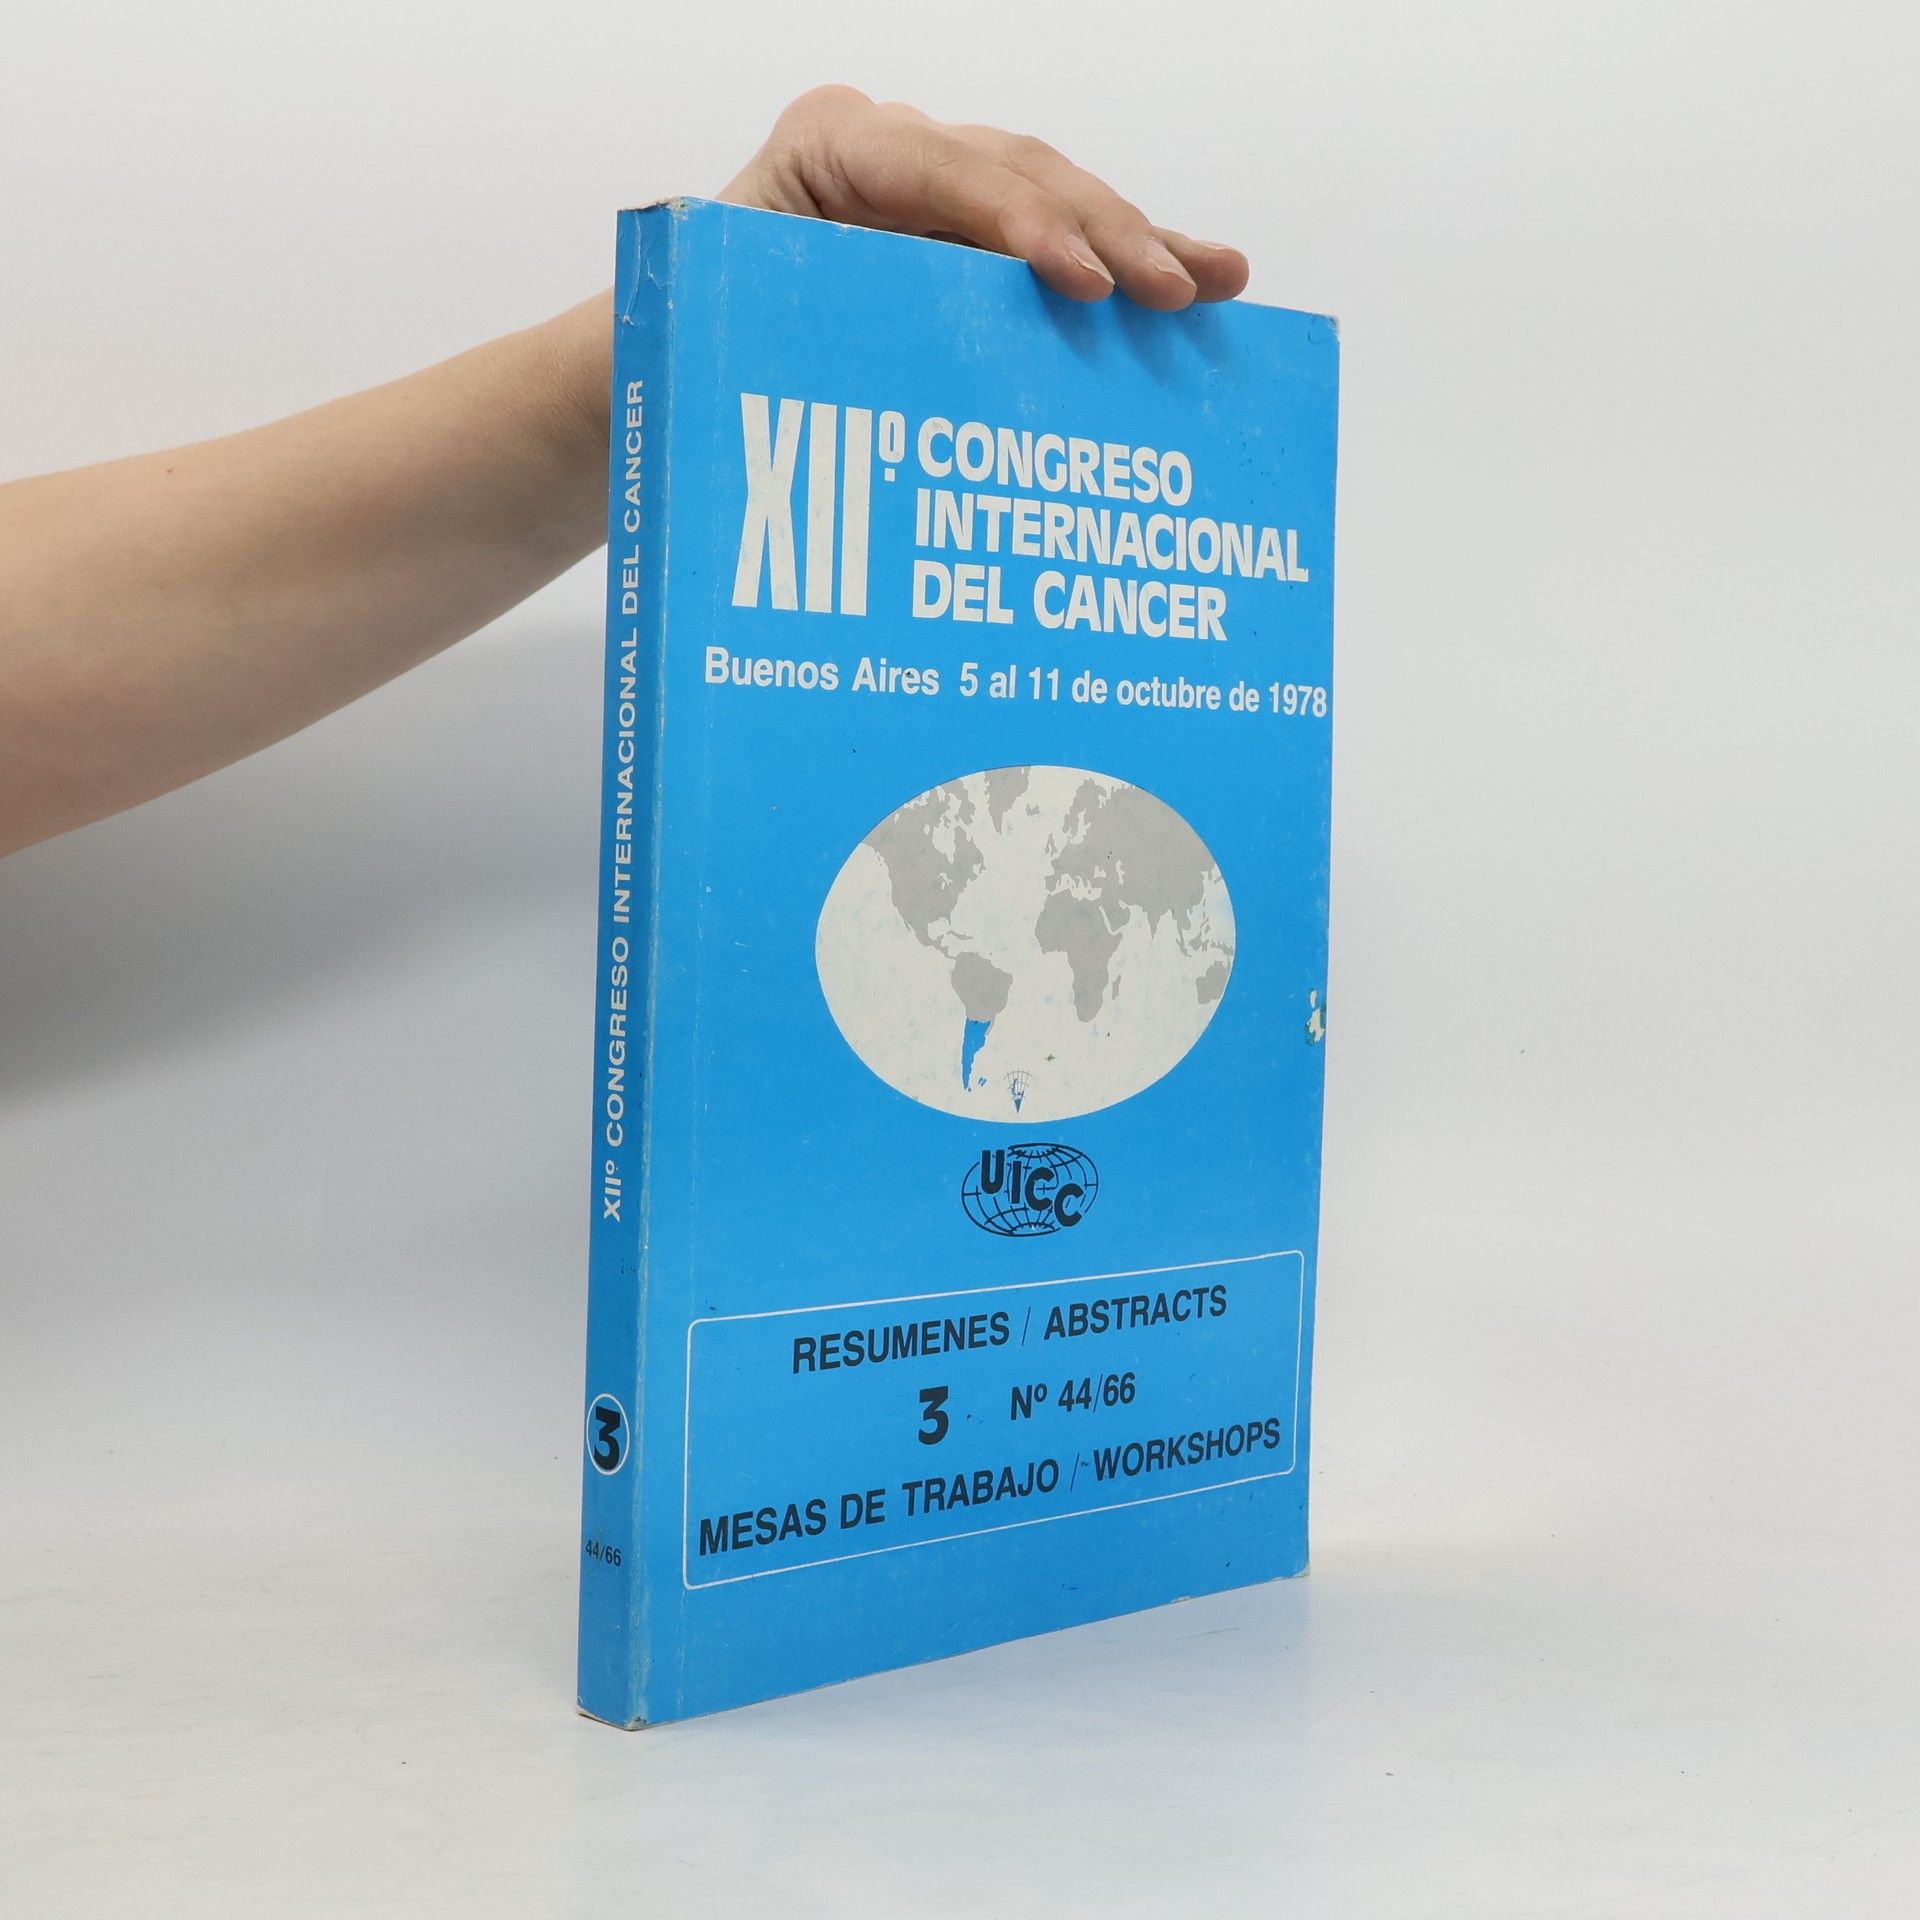 XIIº CONGRESO
INTERNACIONAL
DEL CANCER
Buenos Aires 5 al 11 de octubre de 1978
UICC
RESUMENES / ABSTRACTS
3 Nº 44/66
MESAS DE TRABAJO / WORKSHOPS
XIIº CONGRESO INTERNACIONAL DEL CANCER
3
44/66